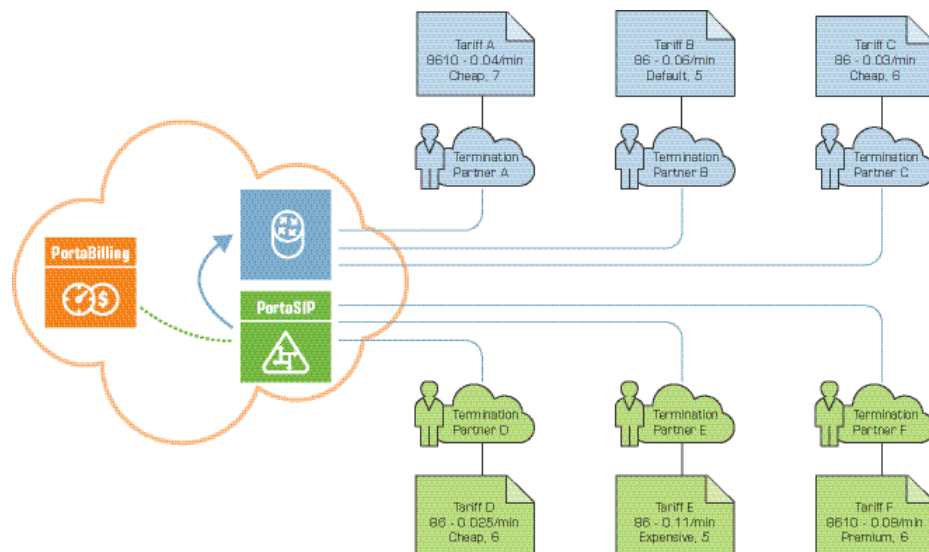 Tariff A
8610 - 0.04/min
Cheap, 7
Tariff B
86 - 0.06/min
Default, 5
Tariff C
86 - 0.03/min
Cheap, 6
Termination
Partner A
Termination
Partner B
Termination
Partner C
PortaBilling
$
PortaSIP
Termination
Partner D
Termination
Partner E
Termination
Partner F
Tariff D
86 - 0.025/min
Cheap, 6
Tariff E
86 - 0.11/min
Expensive, 5
Tariff F
8610 - 0.09/min
Premium, 6